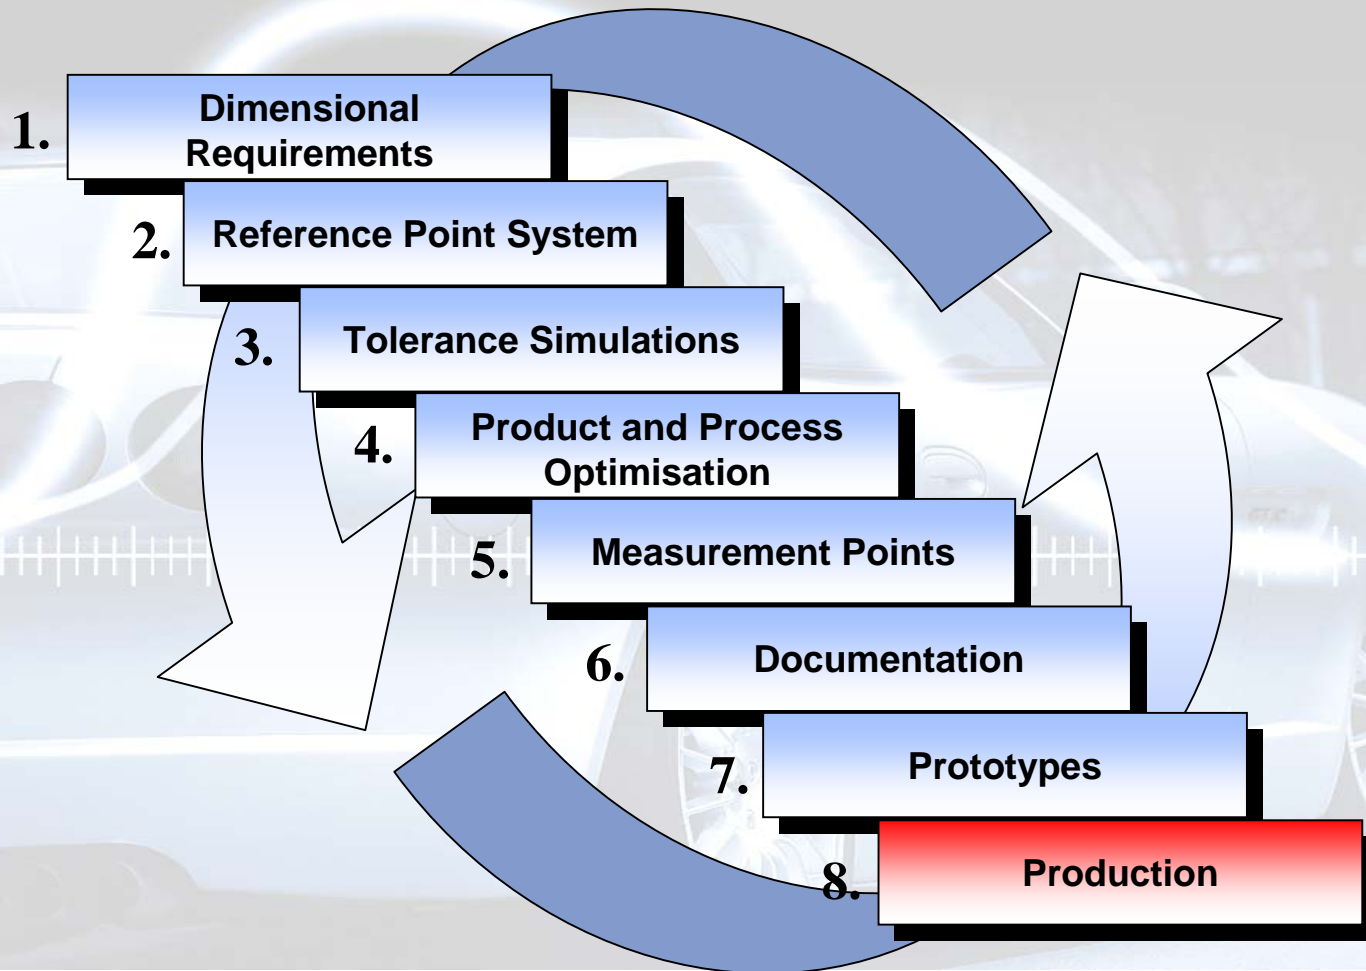 1.
Dimensional
Requirements
2.
Reference Point System
3.
Tolerance Simulations
4.
Product and Process
Optimisation
5.
Measurement Points
6.
Documentation
7.
Prototypes
8.
Production